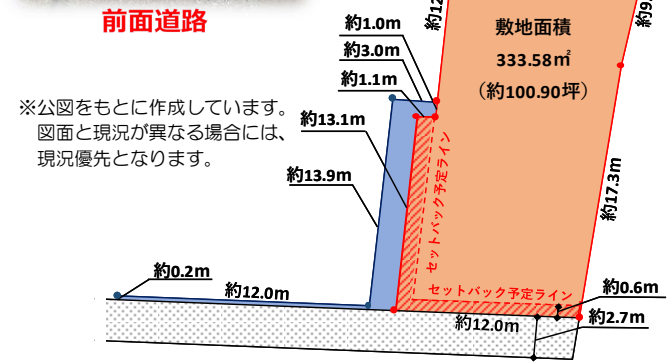 前面道路
※公図をもとに作成しています。
図面と現況が異なる場合には、
現況優先となります。
敷地面積
333.58㎡
（約100.90坪）
約1.0m
約3.0m
約1.1m
約13.1m
約13.9m
約17.3m
セットバック予定ライン
セットバック予定ライン
約0.2m
約12.0m
約12.0m
約0.6m
約2.7m